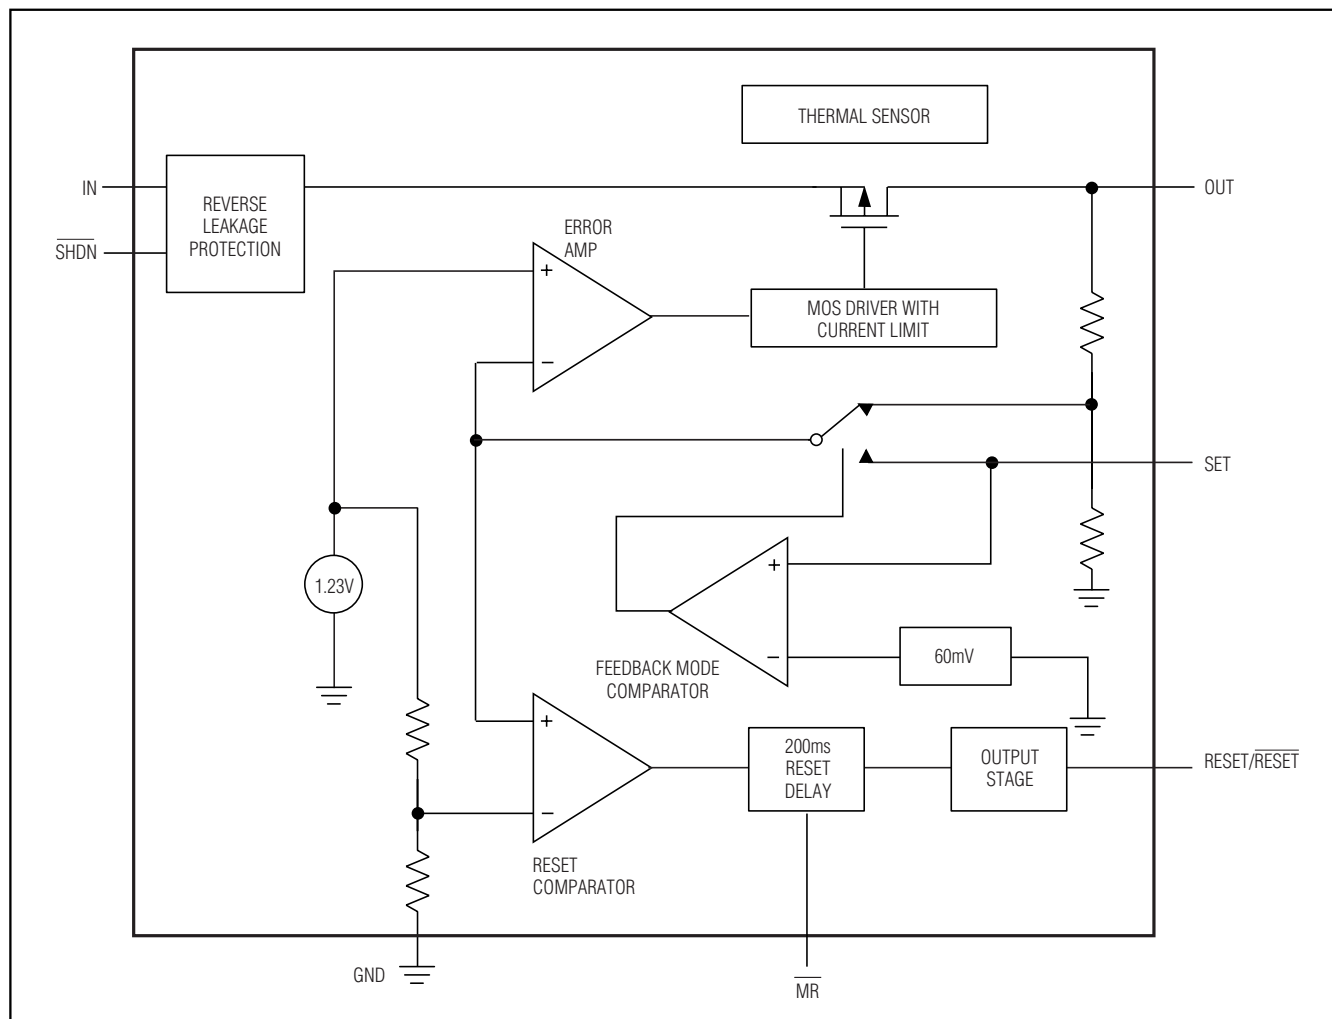 THERMAL SENSOR
IN
REVERSE
LEAKAGE
PROTECTION
OUT
SHDN
ERROR
AMP
+
−
MOS DRIVER WITH
CURRENT LIMIT
SET
1.23V
+
−
FEEDBACK MODE
COMPARATOR
60mV
+
−
RESET
COMPARATOR
200ms
RESET
DELAY
OUTPUT
STAGE
RESET/RESET
GND
MR